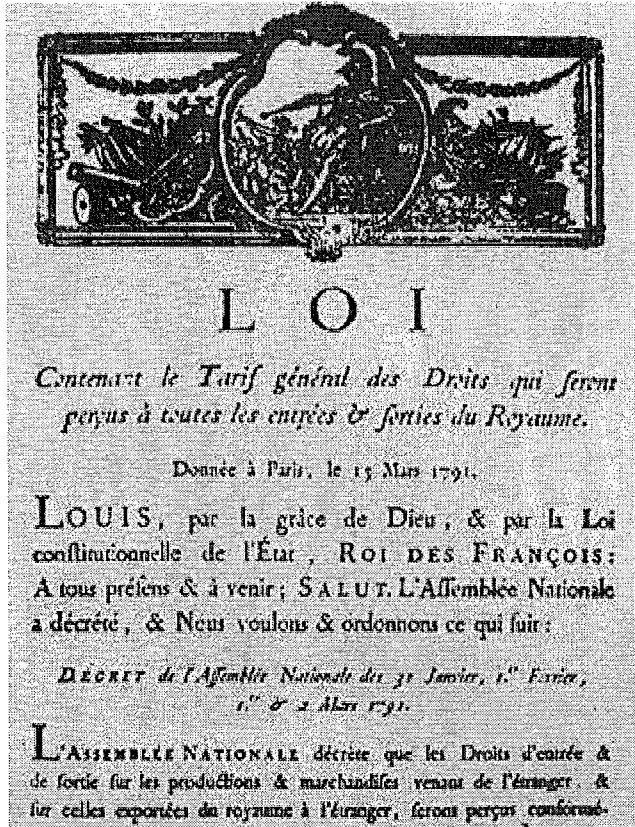 LOI
Contenant le Tarif général des Droits qui ſeront
perçus à toutes les entrées & ſorties du Royaume.
Donnée à Paris, le 15 Mars 1791.
LOUIS, par la grâce de Dieu, & par la Loi
conſtitutionnelle de l'État, ROI DES FRANÇOIS:
A tous préſens & à venir; SALUT. L'Aſſemblée Nationale
a décrété, & Nous voulons & ordonnons ce qui ſuit:
DÉCRET de l'Aſſemblée Nationale des 31 Janvier, 1.er Février,
1.er & 2 Mars 1791.
L'ASSEMBLÉE NATIONALE décrète que les Droits d'entrée &
de ſortie ſur les productions & marchandiſes venant de l'étranger, &
ſur celles exportées du royaume à l'étranger, ſeront perçus conformé-